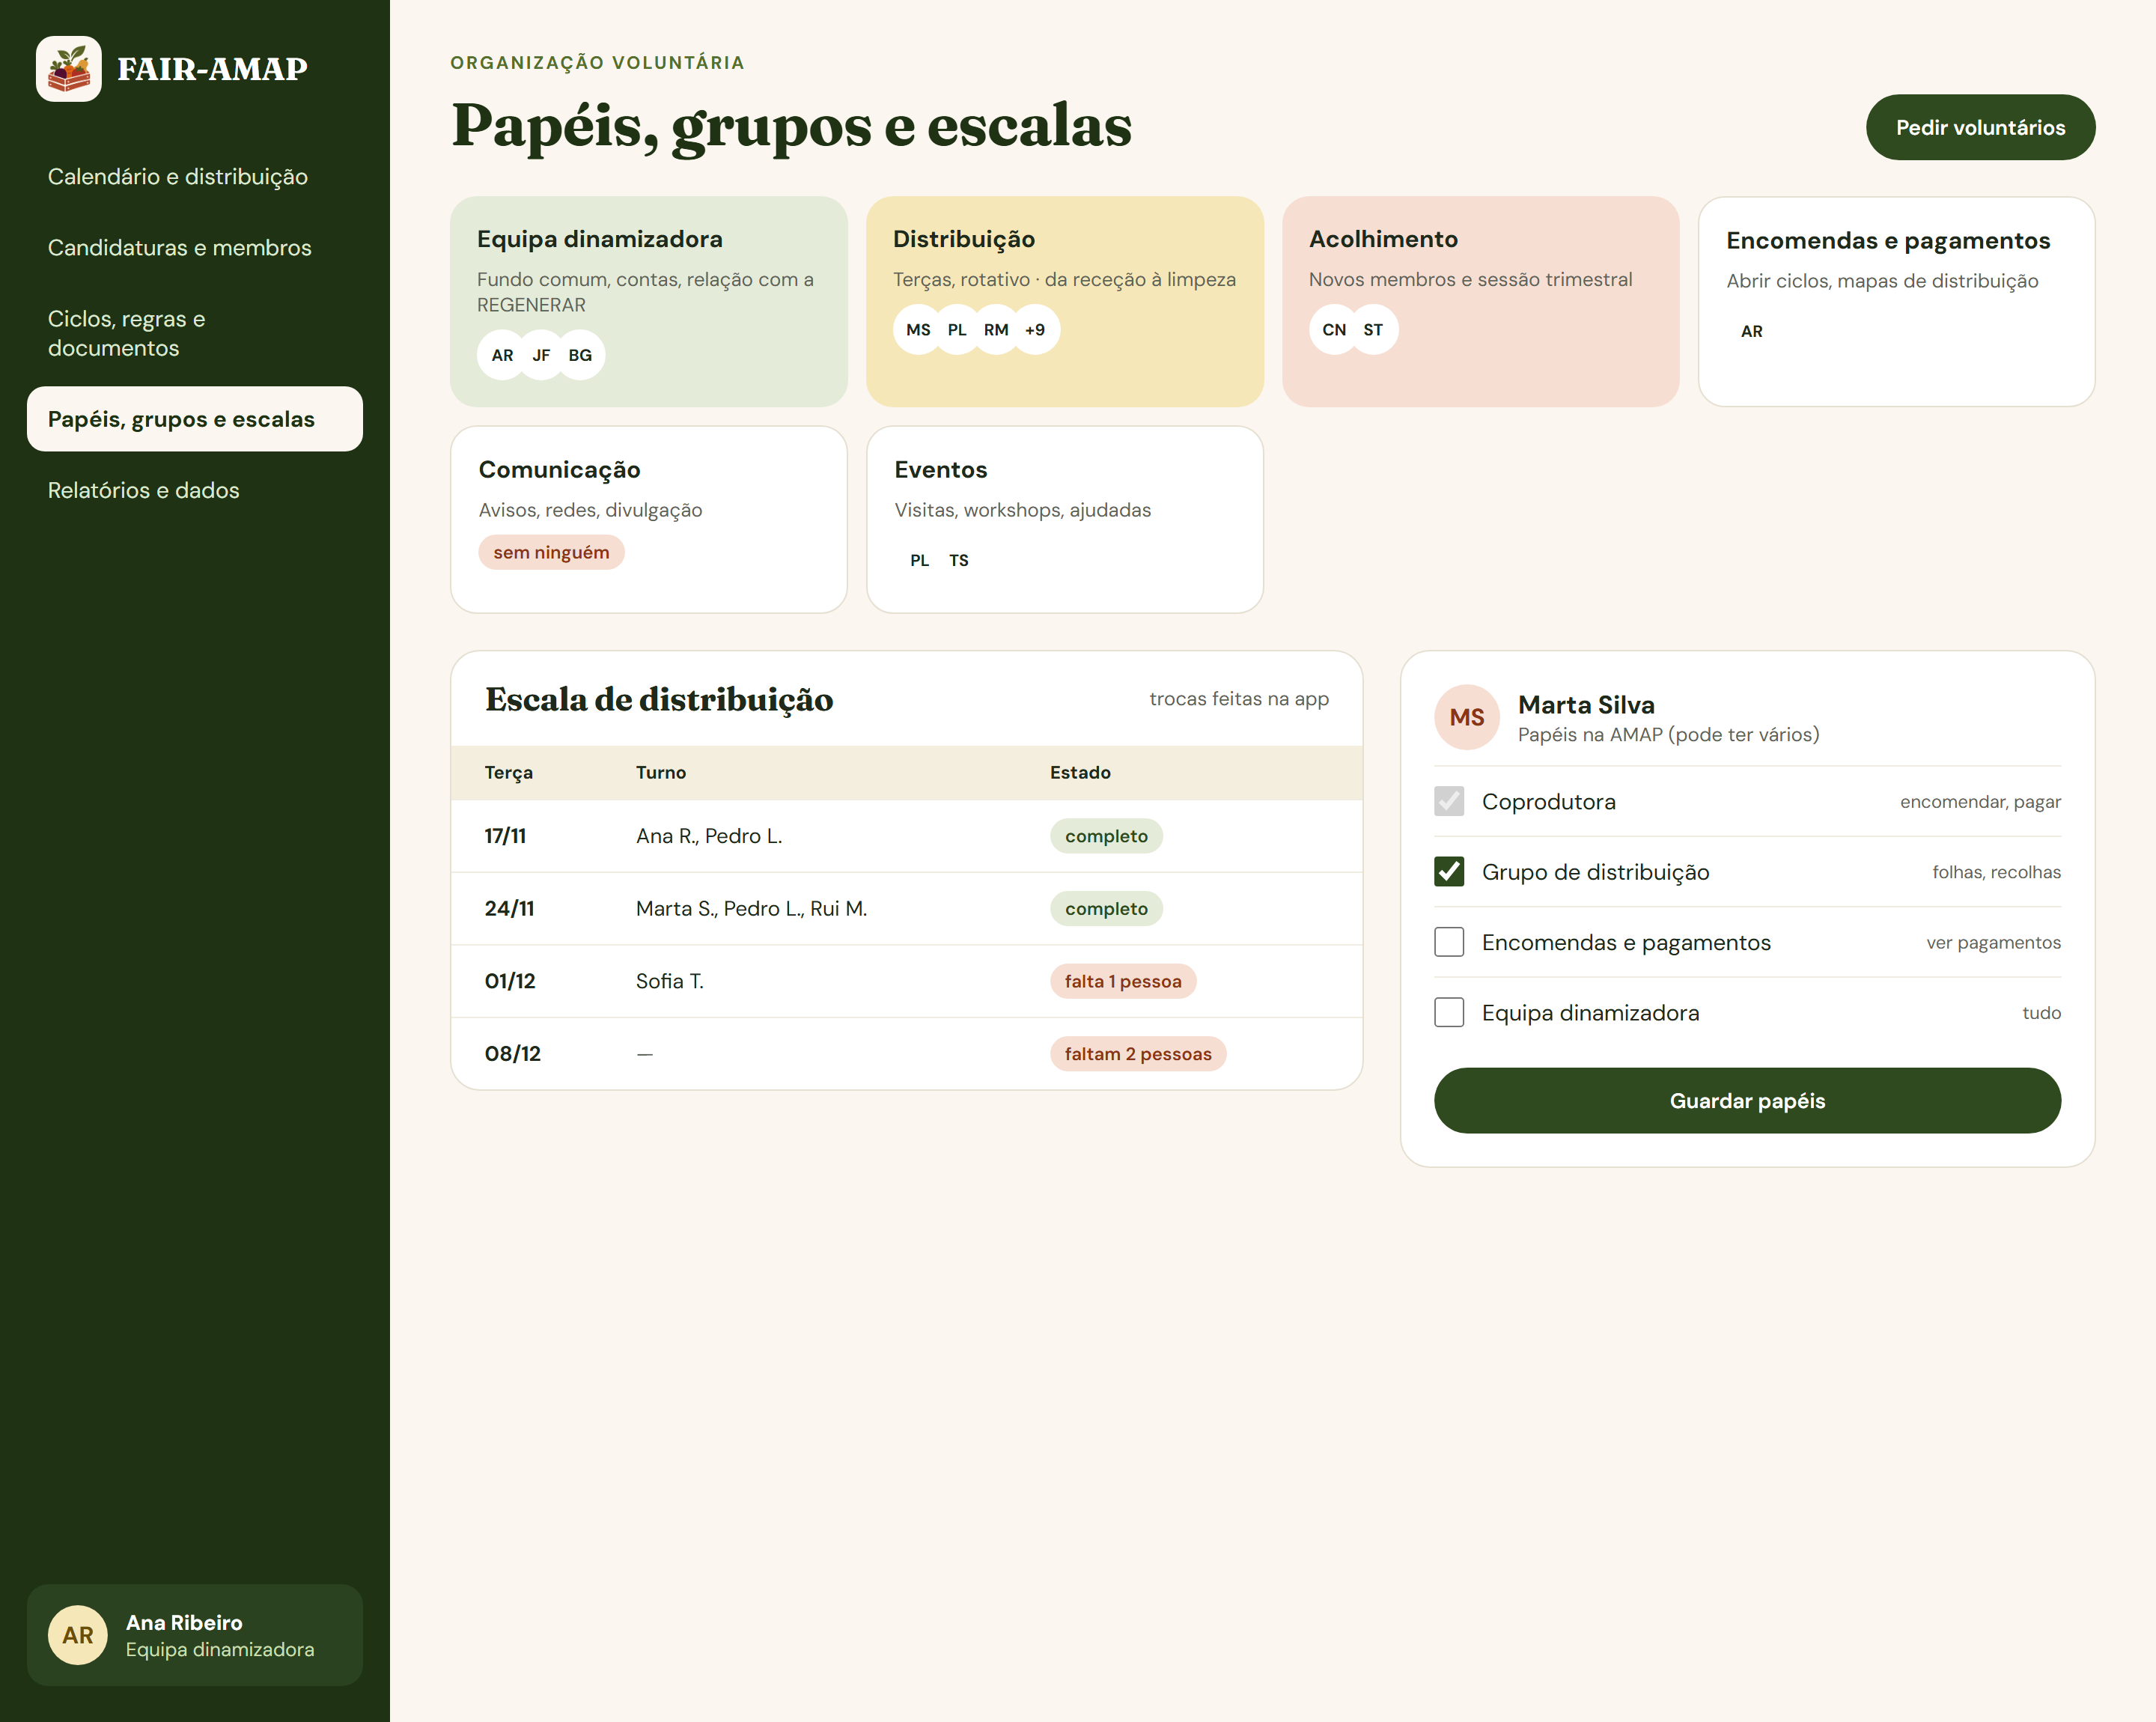 FAIR-AMAP
Calendário e distribuição
Candidaturas e membros
Ciclos, regras e
documentos
Papéis, grupos e escalas
Relatórios e dados
AR
Ana Ribeiro
Equipa dinamizadora
ORGANIZAÇÃO VOLUNTÁRIA
Papéis, grupos e escalas
Pedir voluntários
Equipa dinamizadora
Fundo comum, contas, relação com a
REGENERAR
AR JF BG
Distribuição
Terças, rotativo · da receção à limpeza
MS PL RM +9
Acolhimento
Novos membros e sessão trimestral
CN ST
Encomendas e pagamentos
Abrir ciclos, mapas de distribuição
AR
Comunicação
Avisos, redes, divulgação
sem ninguém
Eventos
Visitas, workshops, ajudadas
PL TS
Escala de distribuição
trocas feitas na app
Terça Turno Estado
17/11 Ana R., Pedro L. completo
24/11 Marta S., Pedro L., Rui M. completo
01/12 Sofia T. falta 1 pessoa
08/12 — faltam 2 pessoas
MS
Marta Silva
Papéis na AMAP (pode ter vários)
Coprodutora encomendar, pagar
Grupo de distribuição folhas, recolhas
Encomendas e pagamentos ver pagamentos
Equipa dinamizadora tudo
Guardar papéis